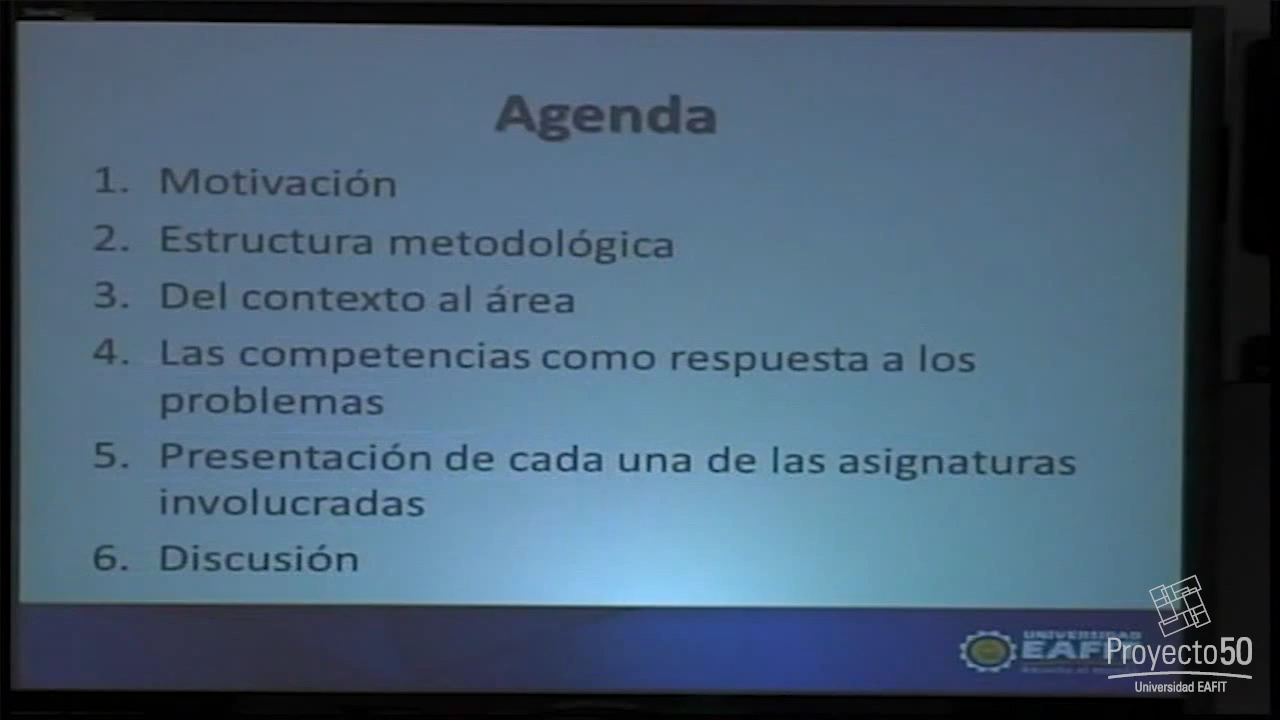 Agenda
1. Motivación
2. Estructura metodológica
3. Del contexto al área
4. Las competencias como respuesta a los
problemas
5. Presentación de cada una de las asignaturas
involucradas
6. Discusión
UNIVERSIDAD
EAFIT
Proyecto50
Universidad EAFIT